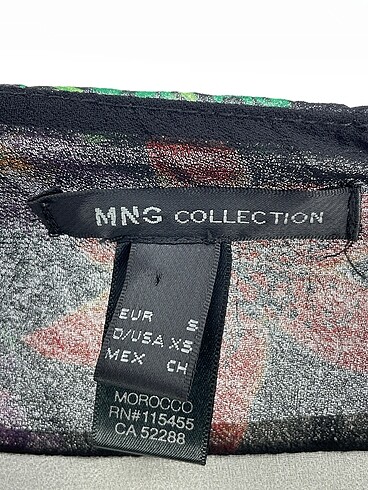 MNG COLLECTION
EUR S
D/USA XS
MEX CH
MOROCCO
RN#115455
CA 52288